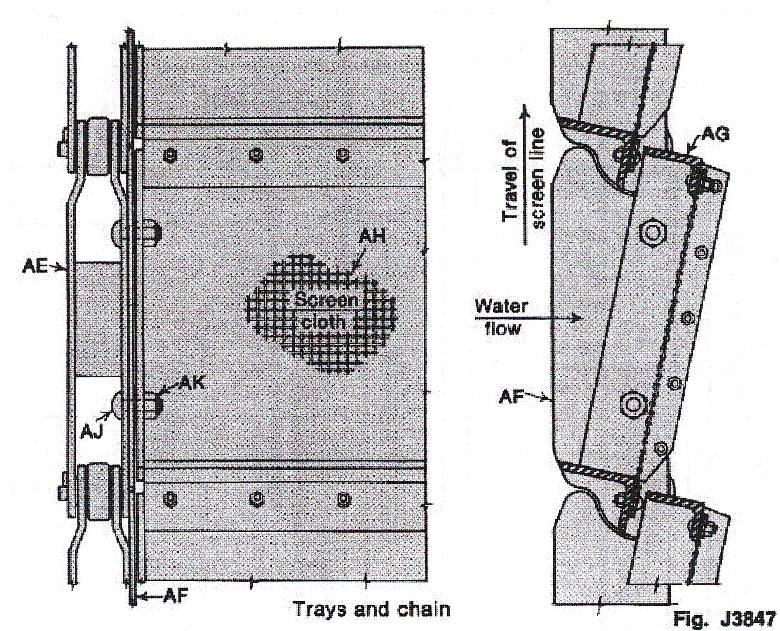 AG
Travel of
screen line
AH
AE
Screen
cloth
Water
flow
AK
AF
AJ
AF
Trays and chain
Fig. J3847